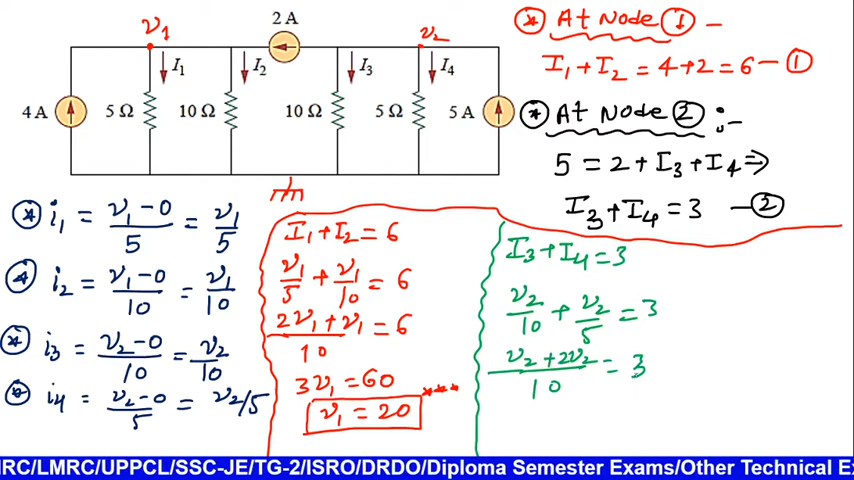 2 A
v1
v2
I1
I2
I3
I4
4 A
5 Ω
10 Ω
10 Ω
5 Ω
5 A
* At Node 1 -
I1 + I2 = 4+2 = 6 — 1
* At Node 2 :-
5 = 2 + I3 + I4 ⇒
I3 + I4 = 3 — 2
* i1 = v1-0/5 = v1/5
* i2 = v1-0/10 = v1/10
* i3 = v2-0/10 = v2/10
* i4 = v2-0/5 = v2/5
I1 + I2 = 6
v1/5 + v1/10 = 6
2v1 + v1/10 = 6
3v1 = 60
v1 = 20 ***
I3 + I4 = 3
v2/10 + v2/5 = 3
v2 + 2v2/10 = 3
MRC/LMRC/UPPCL/SSC-JE/TG-2/ISRO/DRDO/Diploma Semester Exams/Other Technical Ex